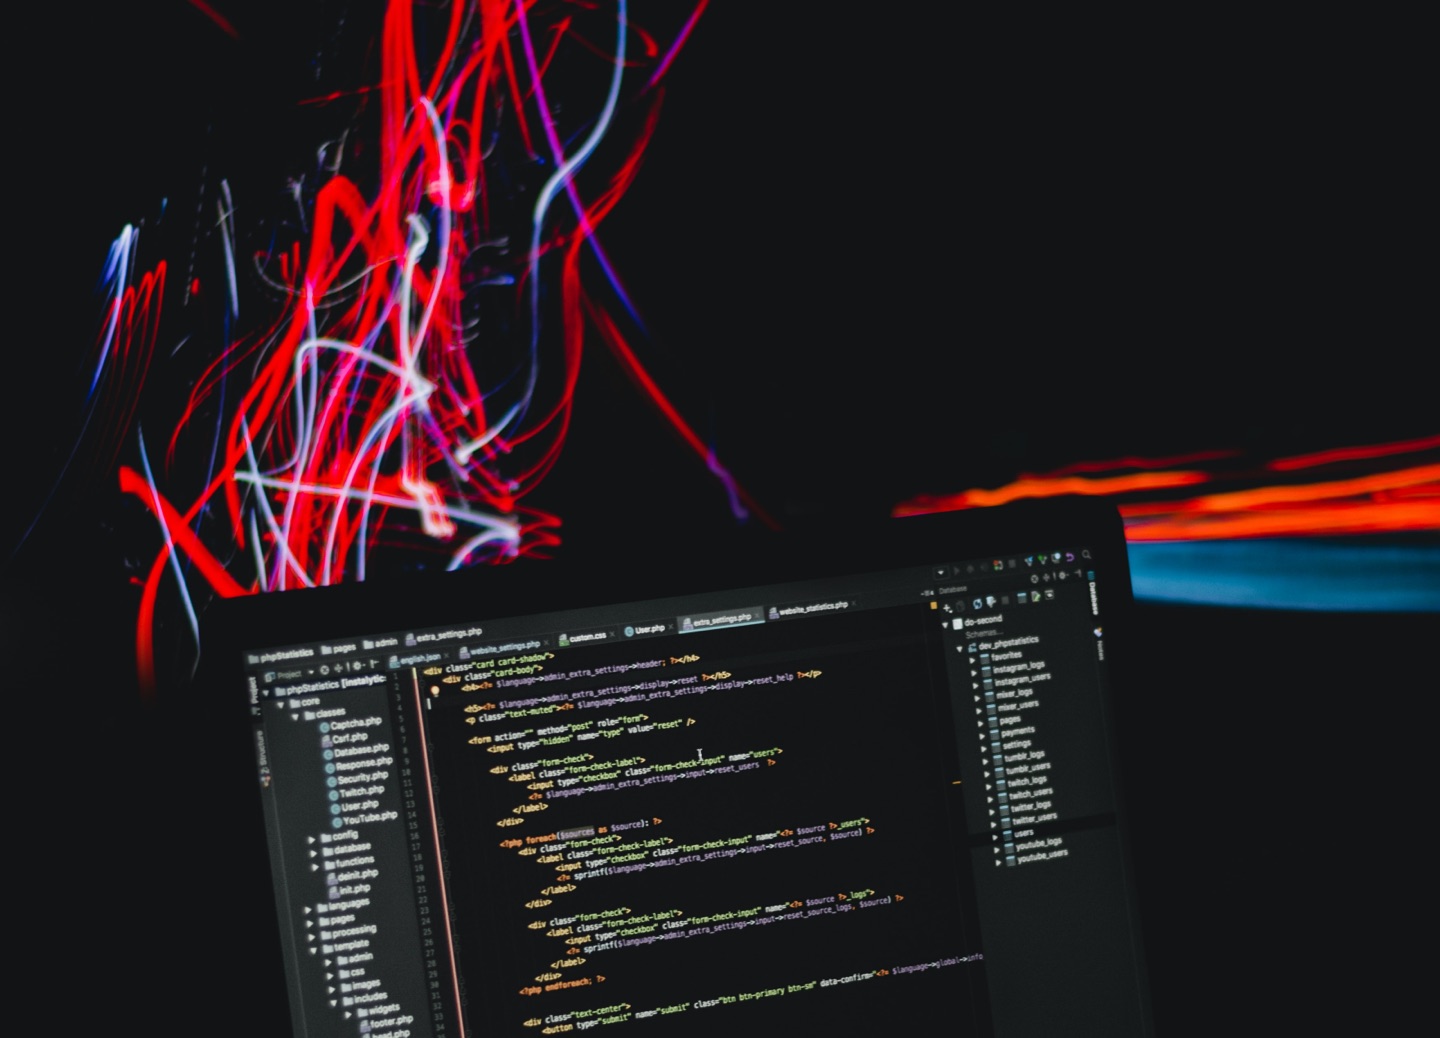 phpStatistics pages admin extra_settings.php
english.json website_settings.php custom.css User.php extra_settings.php website_statistics.php
Project
phpStatistics [instalytic
core
classes
Captcha.php
Csrf.php
Database.php
Response.php
Security.php
Twitch.php
User.php
YouTube.php
config
database
functions
deinit.php
init.php
languages
pages
processing
template
admin
css
images
includes
widgets
footer.php
head.php
<div class="card card-shadow">
<div class="card-body">
<h4><?= $language->admin_extra_settings->header; ?></h4>
<h5><?= $language->admin_extra_settings->display->reset ?></h5>
<p class="text-muted"><?= $language->admin_extra_settings->display->reset_help ?></p>
<form action="" method="post" role="form">
<input type="hidden" name="type" value="reset" />
<div class="form-check">
<label class="form-check-label">
<input type="checkbox" class="form-check-input" name="users">
<?= $language->admin_extra_settings->input->reset_users ?>
</label>
</div>
<?php foreach($sources as $source): ?>
<div class="form-check">
<label class="form-check-label">
<input type="checkbox" class="form-check-input" name="<?= $source ?>_users">
<?= sprintf($language->admin_extra_settings->input->reset_source, $source) ?>
</label>
</div>
<div class="form-check">
<label class="form-check-label">
<input type="checkbox" class="form-check-input" name="<?= $source ?>_logs">
<?= sprintf($language->admin_extra_settings->input->reset_source_logs, $source) ?>
</label>
</div>
<?php endforeach; ?>
<div class="text-center">
<button type="submit" name="submit" class="btn btn-primary btn-sm" data-confirm="<?= $language->global->info
Database
do-second
Schemas...
dev_phpstatistics
favorites
instagram_logs
instagram_users
mixer_logs
mixer_users
pages
payments
settings
tumblr_logs
tumblr_users
twitch_logs
twitch_users
twitter_logs
twitter_users
users
youtube_logs
youtube_users
Database